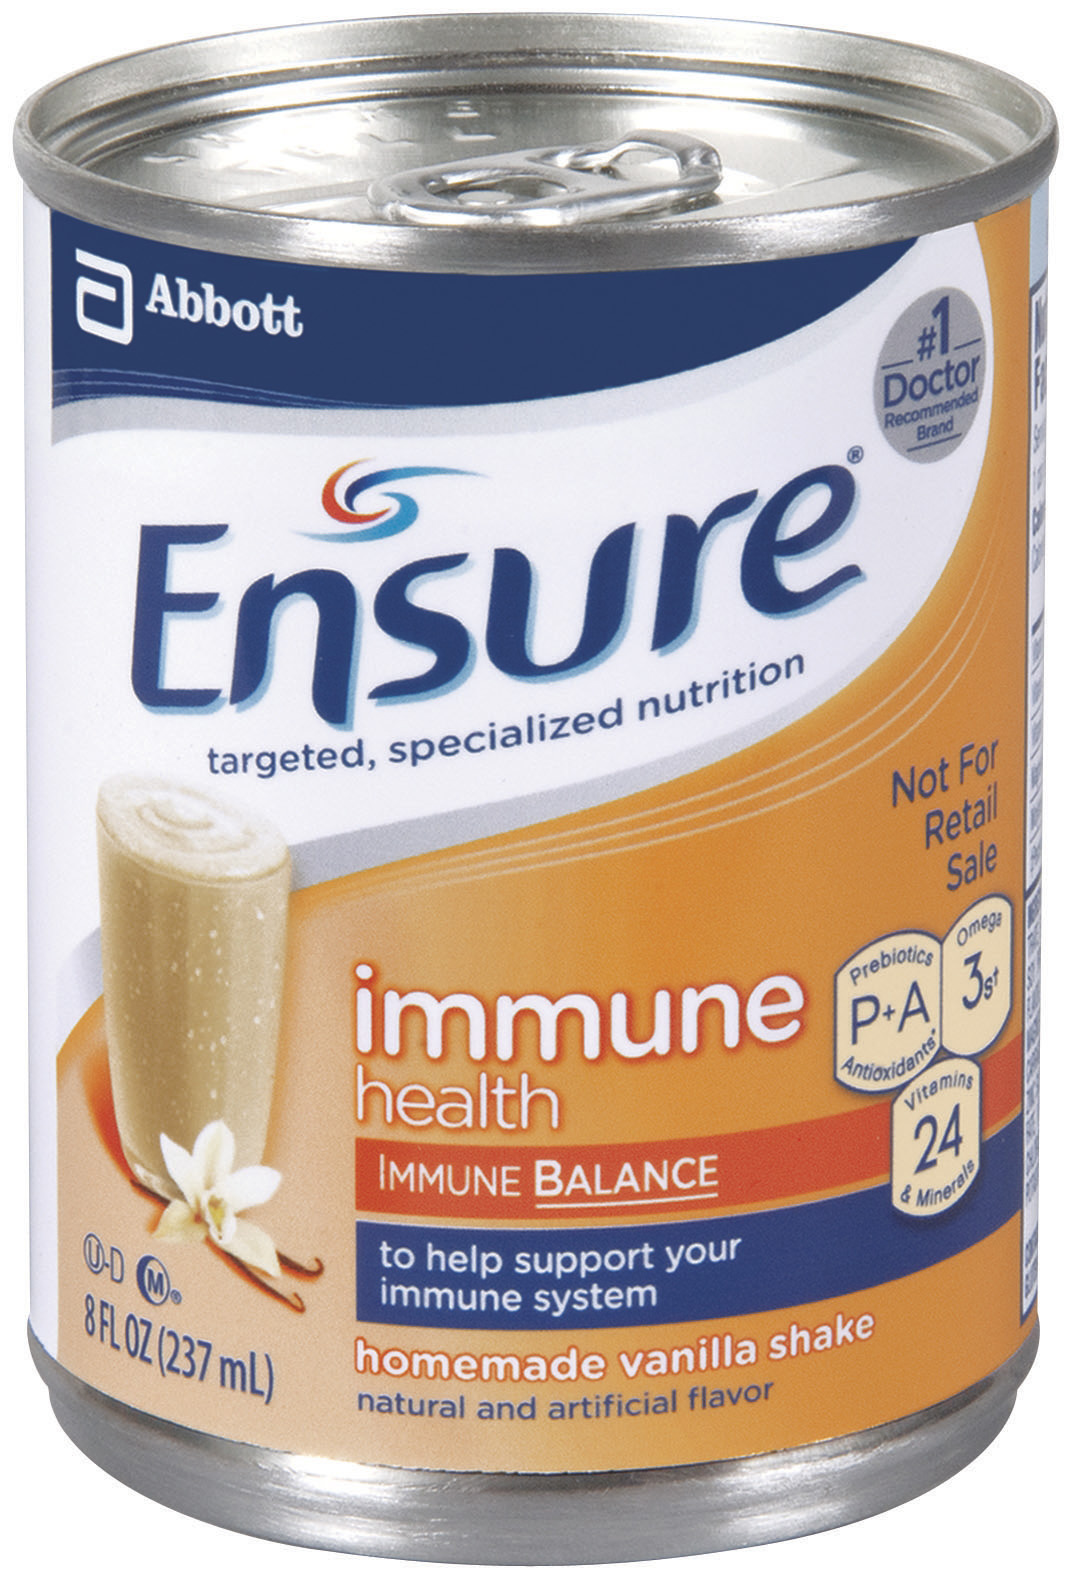 Abbott
#1
Doctor
Recommended
Brand
Ensure®
targeted, specialized nutrition
Not For
Retail
Sale
Prebiotics
P+A
Antioxidants*
Omega
3s†
Vitamins
24
& Minerals
immune
health
IMMUNE BALANCE
to help support your
immune system
homemade vanilla shake
natural and artificial flavor
U-D M®
8 FL OZ (237 mL)